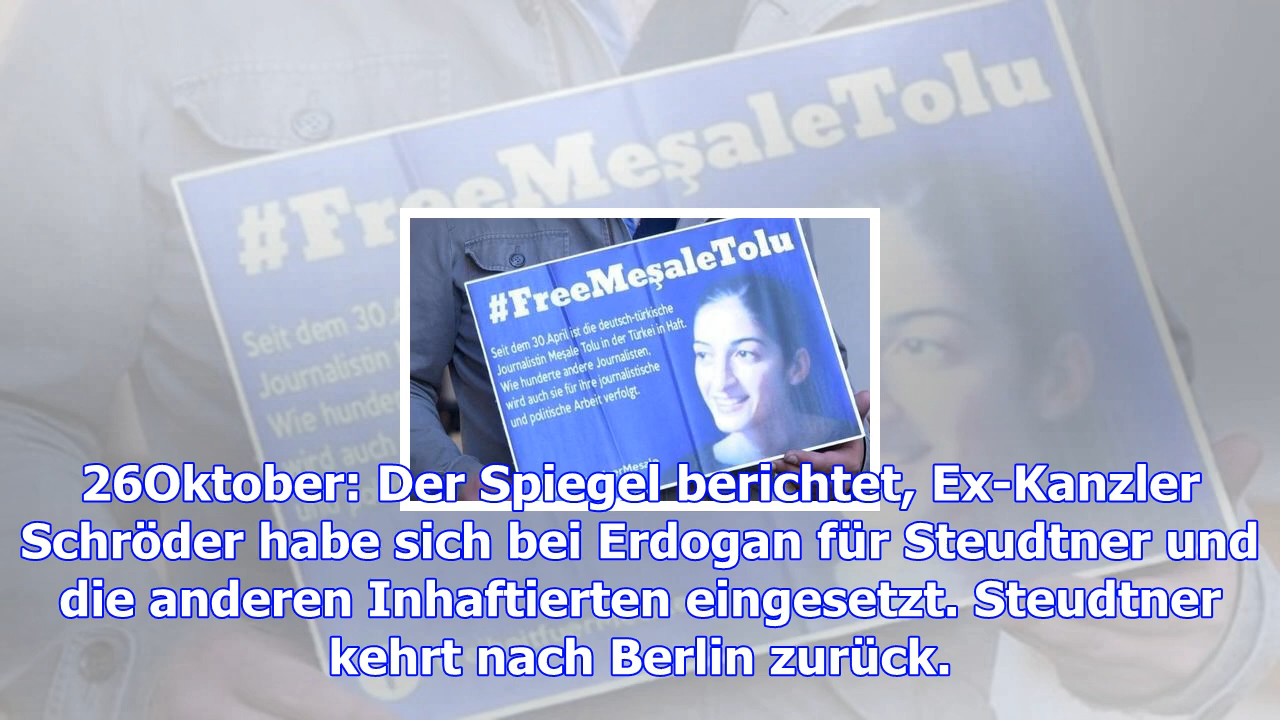 #FreeMeşaleTolu
Seit dem 30.April ist die deutsch-türkische
Journalistin Meşale Tolu in der Türkei in Haft.
Wie hunderte andere Journalisten,
wird auch sie für ihre journalistische
und politische Arbeit verfolgt.
26Oktober: Der Spiegel berichtet, Ex-Kanzler
Schröder habe sich bei Erdogan für Steudtner und
die anderen Inhaftierten eingesetzt. Steudtner
kehrt nach Berlin zurück.